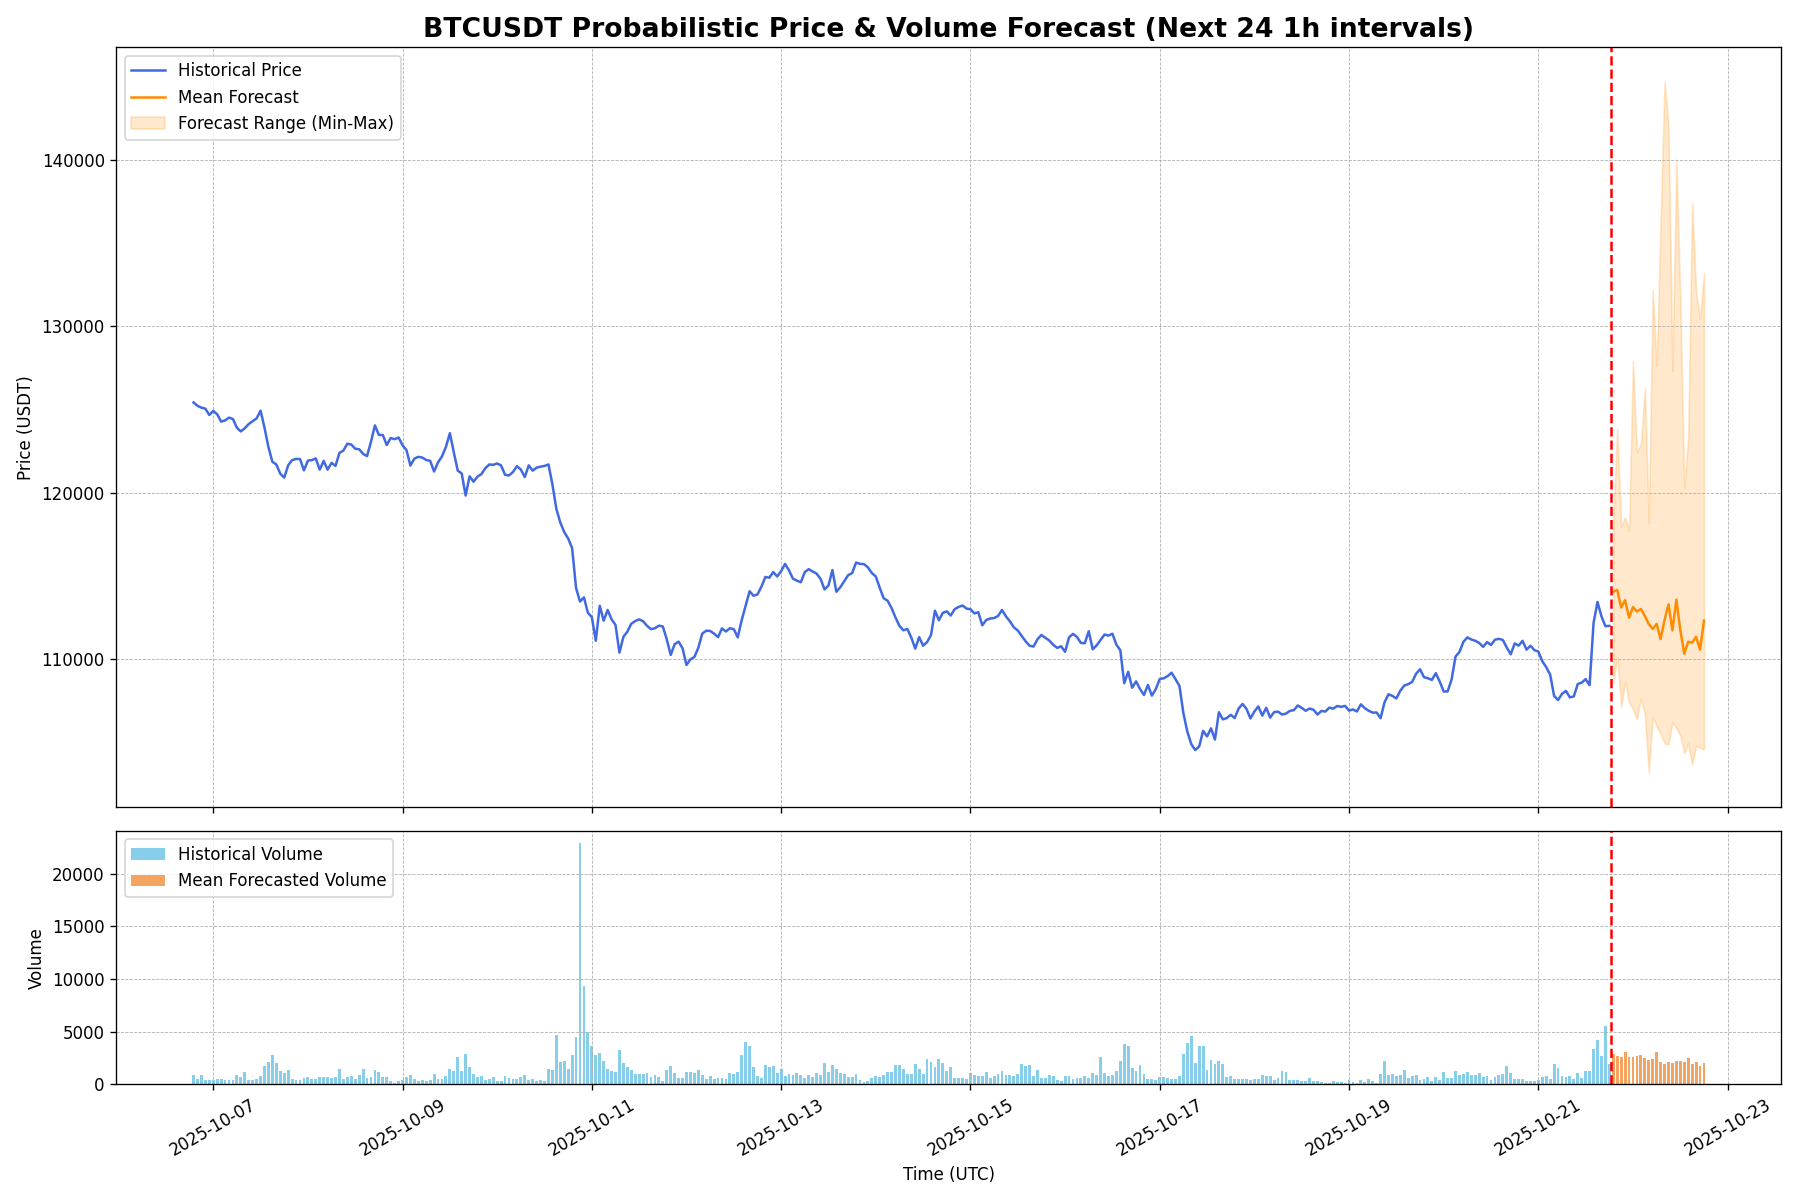 BTCUSDT Probabilistic Price & Volume Forecast (Next 24 1h intervals)
Historical Price
Mean Forecast
Forecast Range (Min-Max)
140000
130000
120000
110000
Price (USDT)
Historical Volume
Mean Forecasted Volume
20000
15000
10000
5000
0
Volume
2025-10-07
2025-10-09
2025-10-11
2025-10-13
2025-10-15
2025-10-17
2025-10-19
2025-10-21
2025-10-23
Time (UTC)